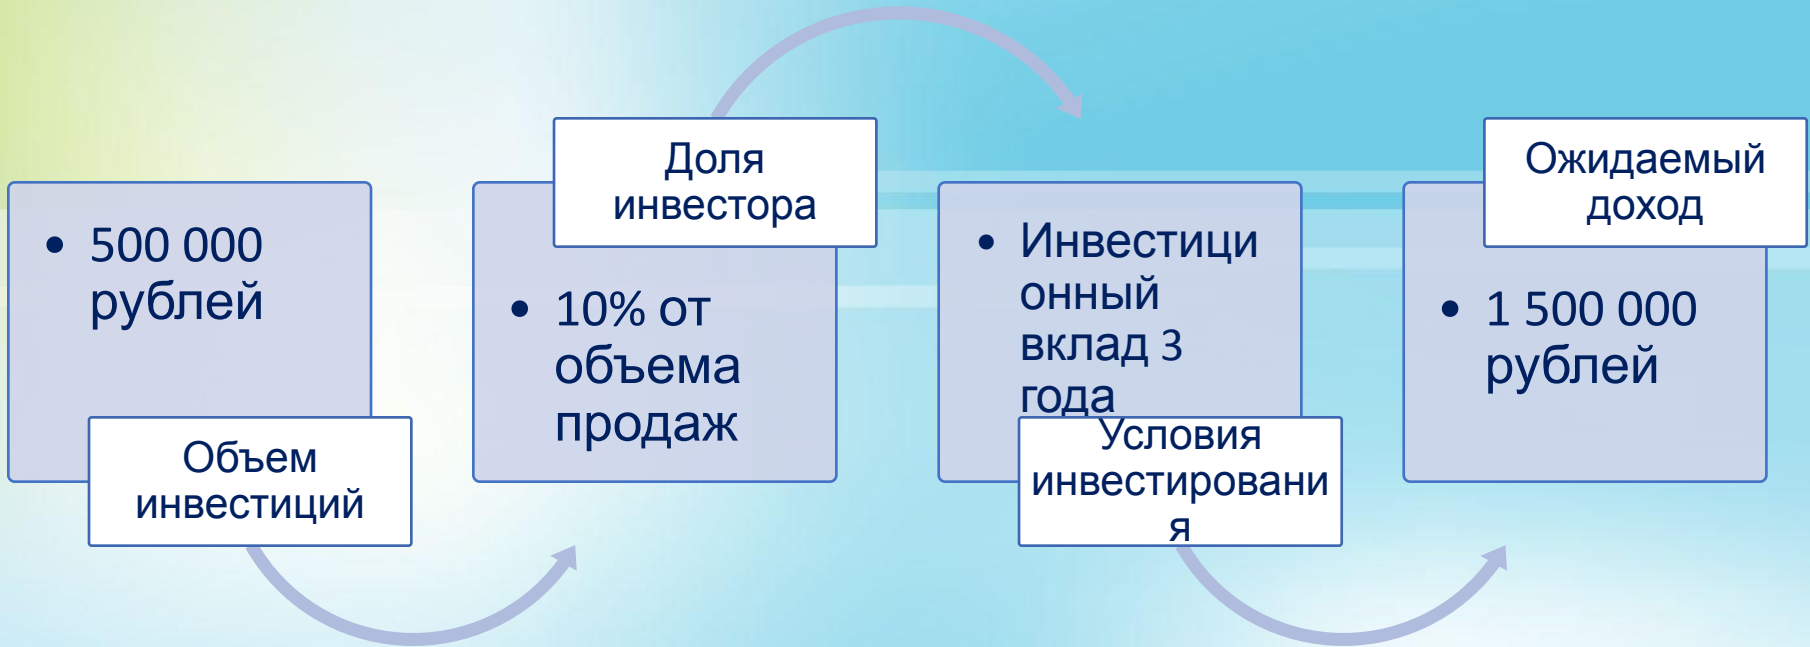 • 500 000
рублей
Объем
инвестиций
Доля
инвестора
• 10% от
объема
продаж
• Инвестици
онный
вклад 3
года
Условия
инвестировани
я
Ожидаемый
доход
• 1 500 000
рублей